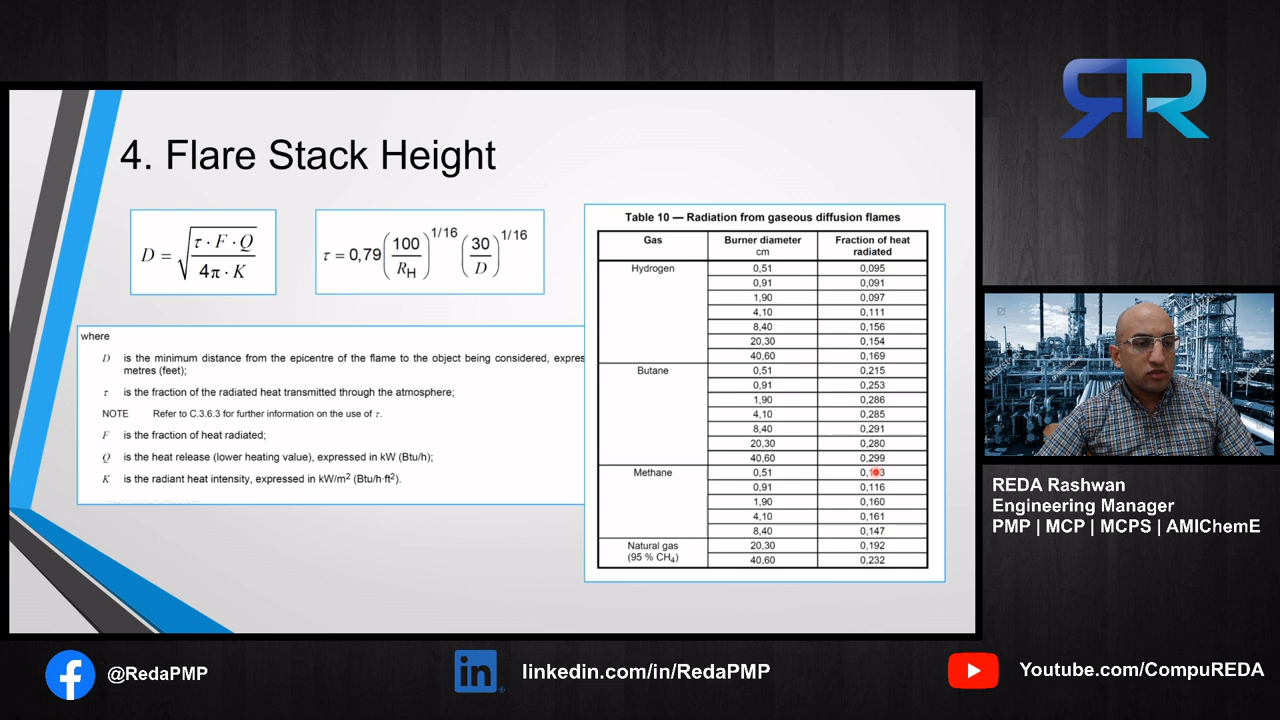 4. Flare Stack Height
D = √(τ · F · Q / 4π · K)
τ = 0,79 (100 / R_H)^1/16 (30 / D)^1/16
where
D is the minimum distance from the epicentre of the flame to the object being considered, expres
metres (feet);
τ is the fraction of the radiated heat transmitted through the atmosphere;
NOTE Refer to C.3.6.3 for further information on the use of τ.
F is the fraction of heat radiated;
Q is the heat release (lower heating value), expressed in kW (Btu/h);
K is the radiant heat intensity, expressed in kW/m² (Btu/h·ft²).
Table 10 — Radiation from gaseous diffusion flames
Gas Burner diameter Fraction of heat
cm radiated
Hydrogen 0,51 0,095
0,91 0,091
1,90 0,097
4,10 0,111
8,40 0,156
20,30 0,154
40,60 0,169
Butane 0,51 0,215
0,91 0,253
1,90 0,286
4,10 0,285
8,40 0,291
20,30 0,280
40,60 0,299
Methane 0,51
0,91 0,116
1,90 0,160
4,10 0,161
8,40 0,147
Natural gas 20,30 0,192
(95 % CH₄) 40,60 0,232
RR
REDA Rashwan
Engineering Manager
PMP | MCP | MCPS | AMIChemE
@RedaPMP
linkedin.com/in/RedaPMP
Youtube.com/CompuREDA